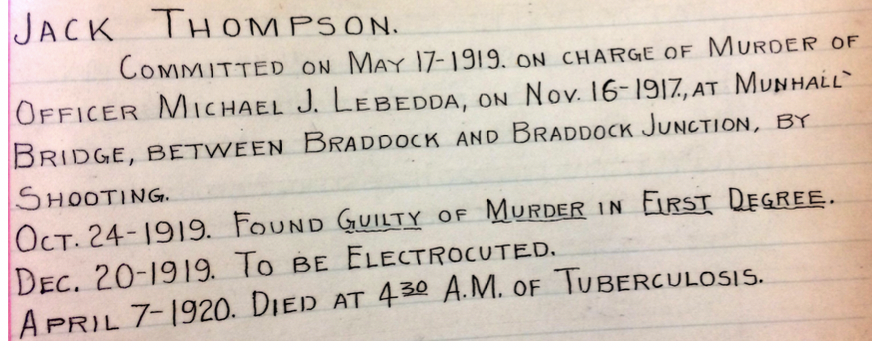 JACK THOMPSON.
COMMITTED ON MAY 17-1919. ON CHARGE OF MURDER OF
OFFICER MICHAEL J. LEBEDDA, ON NOV. 16-1917, AT MUNHALL
BRIDGE, BETWEEN BRADDOCK AND BRADDOCK JUNCTION, BY
SHOOTING.
OCT. 24-1919. FOUND GUILTY OF MURDER IN FIRST DEGREE.
DEC. 20-1919. TO BE ELECTROCUTED.
APRIL 7-1920. DIED AT 4 30 A.M. OF TUBERCULOSIS.